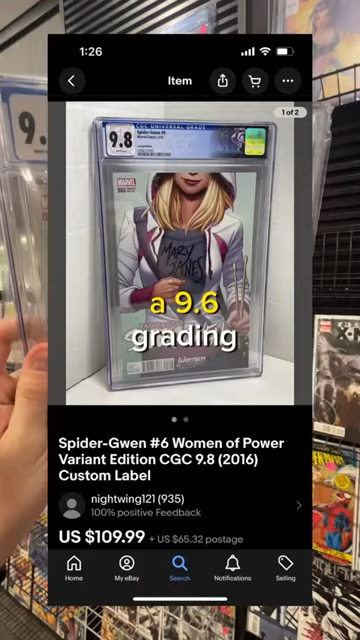 1:26
Item
1 of 2
CGC UNIVERSAL GRADE
9.8
Spider-Gwen #6
9.8
MARVEL
006
MARY
JANES
a 9.6
grading
Women
Spider-Gwen #6 Women of Power
Variant Edition CGC 9.8 (2016)
Custom Label
nightwing121 (935)
100% positive Feedback
US $109.99 + US $65.32 postage
Home
My eBay
Search
Notifications
Selling